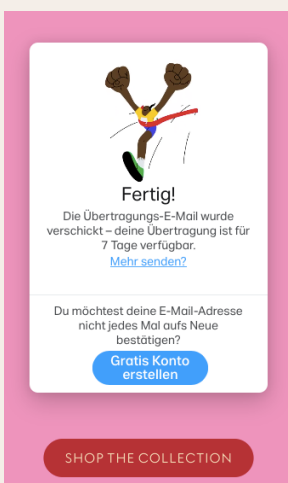 Fertig!
Die Übertragungs-E-Mail wurde
verschickt – deine Übertragung ist für
7 Tage verfügbar.
Mehr senden?
Du möchtest deine E-Mail-Adresse
nicht jedes Mal aufs Neue
bestätigen?
Gratis Konto
erstellen
SHOP THE COLLECTION